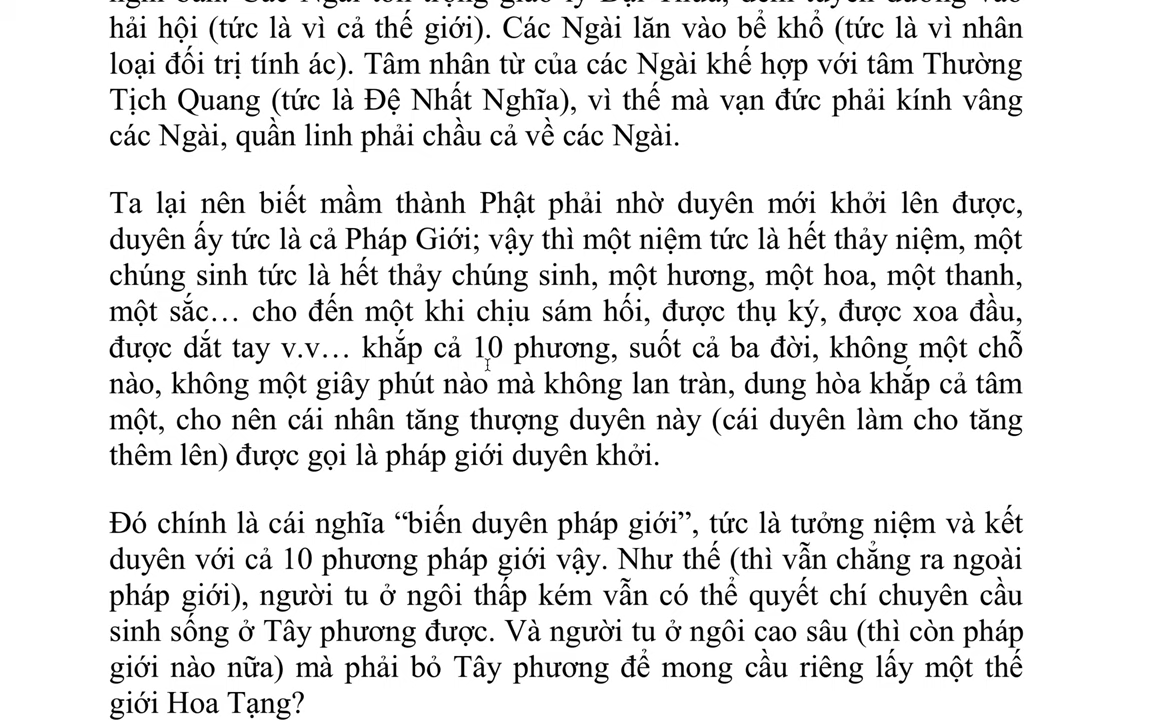 hải hội (tức là vì cả thế giới). Các Ngài lăn vào bể khổ (tức là vì nhân
loại đối trị tính ác). Tâm nhân từ của các Ngài khế hợp với tâm Thường
Tịch Quang (tức là Đệ Nhất Nghĩa), vì thế mà vạn đức phải kính vâng
các Ngài, quần linh phải chầu cả về các Ngài.
Ta lại nên biết mầm thành Phật phải nhờ duyên mới khởi lên được,
duyên ấy tức là cả Pháp Giới; vậy thì một niệm tức là hết thảy niệm, một
chúng sinh tức là hết thảy chúng sinh, một hương, một hoa, một thanh,
một sắc… cho đến một khi chịu sám hối, được thụ ký, được xoa đầu,
được dắt tay v.v… khắp cả 10 phương, suốt cả ba đời, không một chỗ
nào, không một giây phút nào mà không lan tràn, dung hòa khắp cả tâm
một, cho nên cái nhân tăng thượng duyên này (cái duyên làm cho tăng
thêm lên) được gọi là pháp giới duyên khởi.
Đó chính là cái nghĩa “biến duyên pháp giới”, tức là tưởng niệm và kết
duyên với cả 10 phương pháp giới vậy. Như thế (thì vẫn chẳng ra ngoài
pháp giới), người tu ở ngôi thấp kém vẫn có thể quyết chí chuyên cầu
sinh sống ở Tây phương được. Và người tu ở ngôi cao sâu (thì còn pháp
giới nào nữa) mà phải bỏ Tây phương để mong cầu riêng lấy một thế
giới Hoa Tạng?